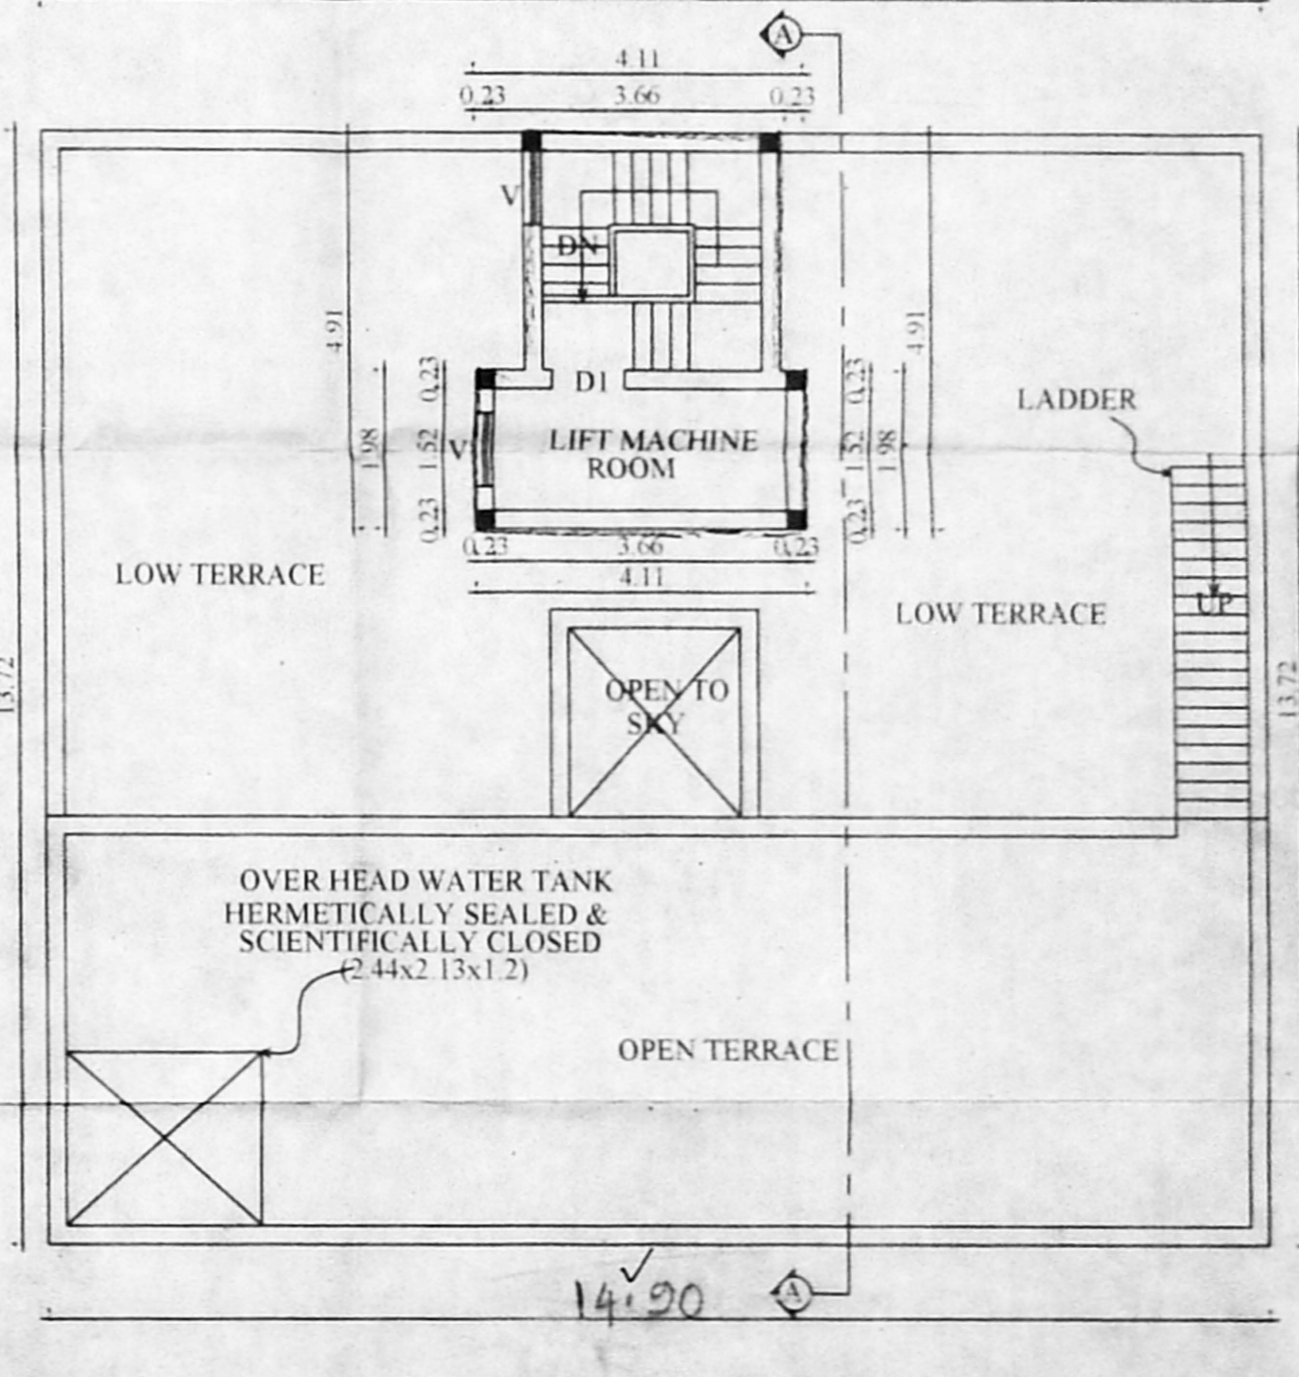 A
4.11
0.23 3.66 0.23
V
DN
4.91
4.91
0.23
0.23
D1
LADDER
1.98
1.52
V
LIFT MACHINE
ROOM
1.52
1.98
0.23
0.23
0.23 3.66 0.23
4.11
LOW TERRACE
LOW TERRACE
UP
13.72
13.72
OPEN TO
SKY
OVER HEAD WATER TANK
HERMETICALLY SEALED &
SCIENTIFICALLY CLOSED
(2.44x2.13x1.2)
OPEN TERRACE
14.90
A